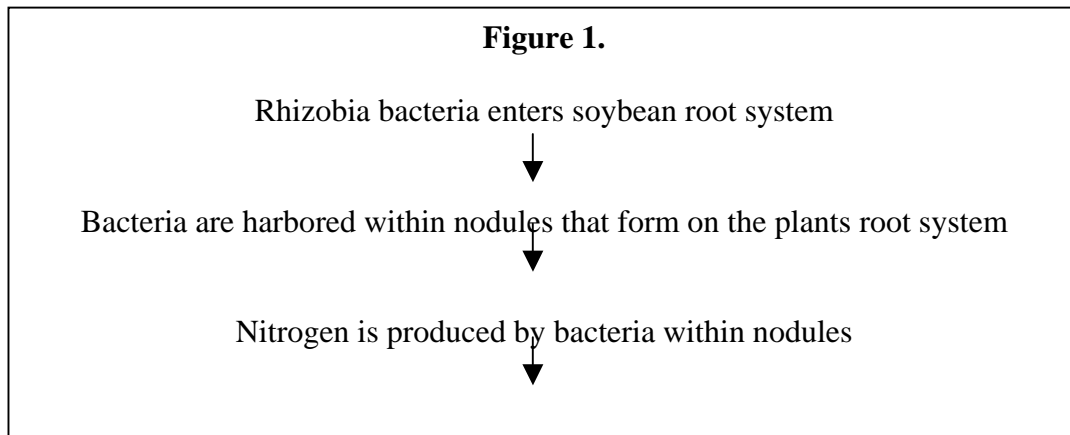 Figure 1.
Rhizobia bacteria enters soybean root system
Bacteria are harbored within nodules that form on the plants root system
Nitrogen is produced by bacteria within nodules